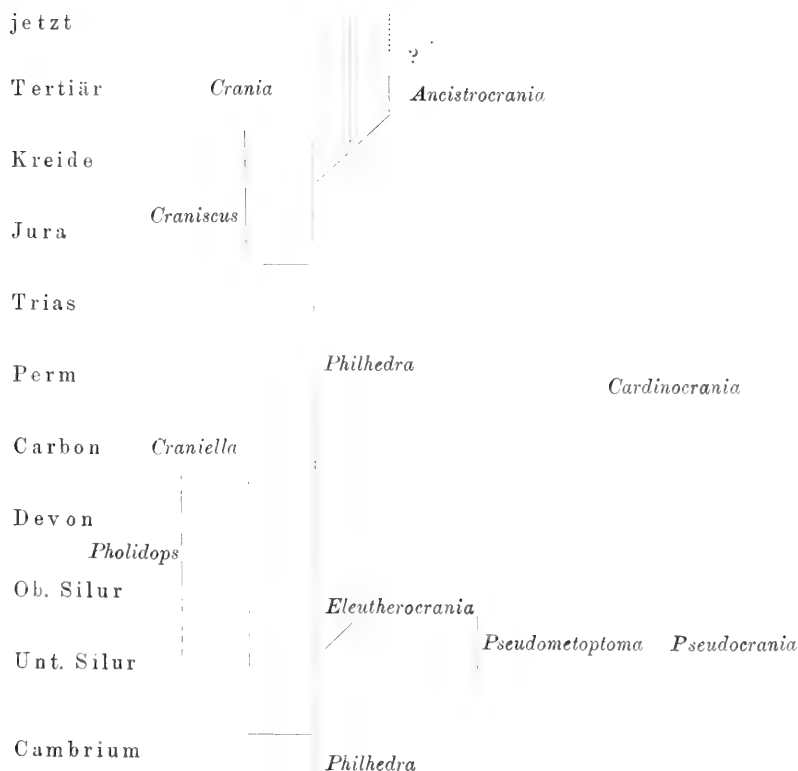 jetzt
?
Tertiär Crania Ancistrocrania
Kreide
Craniscus
Jura
Trias
Perm Philhedra
Cardinocrania
Carbon Craniella
Devon
Pholidops
Ob. Silur Eleutherocrania
Unt. Silur Pseudometoptoma Pseudocrania
Cambrium Philhedra